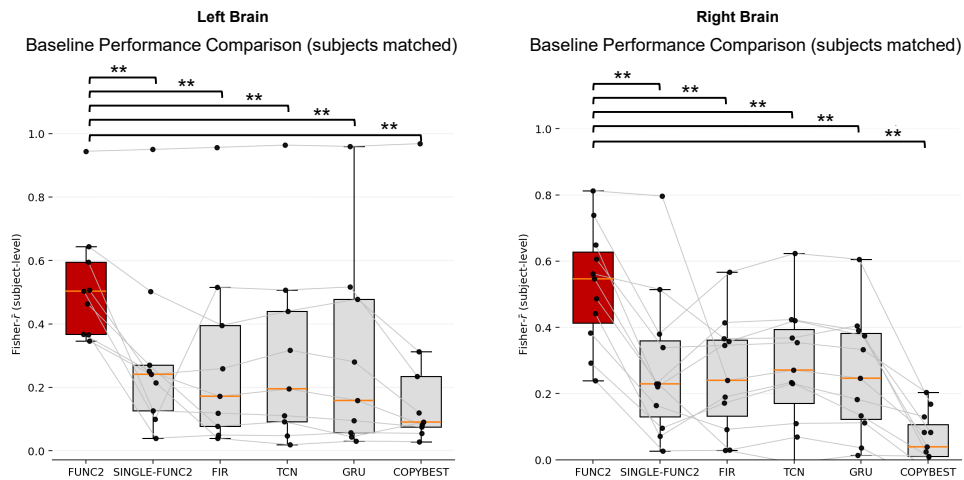 Left Brain
Baseline Performance Comparison (subjects matched)
**
**
**
**
**
1.0
0.8
0.6
0.4
0.2
0.0
Fisher-r̄ (subject-level)
FUNC2 SINGLE-FUNC2 FIR TCN GRU COPYBEST
Right Brain
Baseline Performance Comparison (subjects matched)
**
**
**
**
**
1.0
0.8
0.6
0.4
0.2
0.0
Fisher-r̄ (subject-level)
FUNC2 SINGLE-FUNC2 FIR TCN GRU COPYBEST